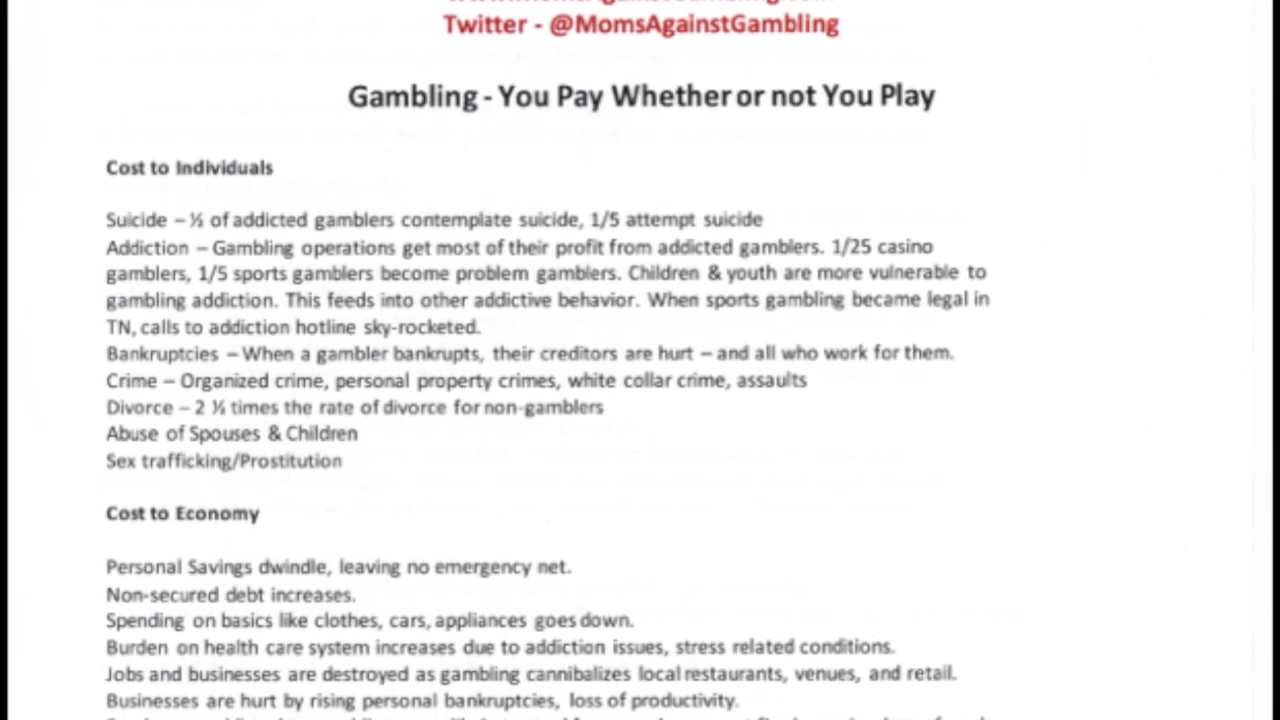 Twitter - @MomsAgainstGambling
Gambling - You Pay Whether or not You Play
Cost to Individuals
Suicide – ½ of addicted gamblers contemplate suicide, 1/5 attempt suicide
Addiction – Gambling operations get most of their profit from addicted gamblers. 1/25 casino
gamblers, 1/5 sports gamblers become problem gamblers. Children & youth are more vulnerable to
gambling addiction. This feeds into other addictive behavior. When sports gambling became legal in
TN, calls to addiction hotline sky-rocketed.
Bankruptcies – When a gambler bankrupts, their creditors are hurt – and all who work for them.
Crime – Organized crime, personal property crimes, white collar crime, assaults
Divorce – 2 ½ times the rate of divorce for non-gamblers
Abuse of Spouses & Children
Sex trafficking/Prostitution
Cost to Economy
Personal Savings dwindle, leaving no emergency net.
Non-secured debt increases.
Spending on basics like clothes, cars, appliances goes down.
Burden on health care system increases due to addiction issues, stress related conditions.
Jobs and businesses are destroyed as gambling cannibalizes local restaurants, venues, and retail.
Businesses are hurt by rising personal bankruptcies, loss of productivity.